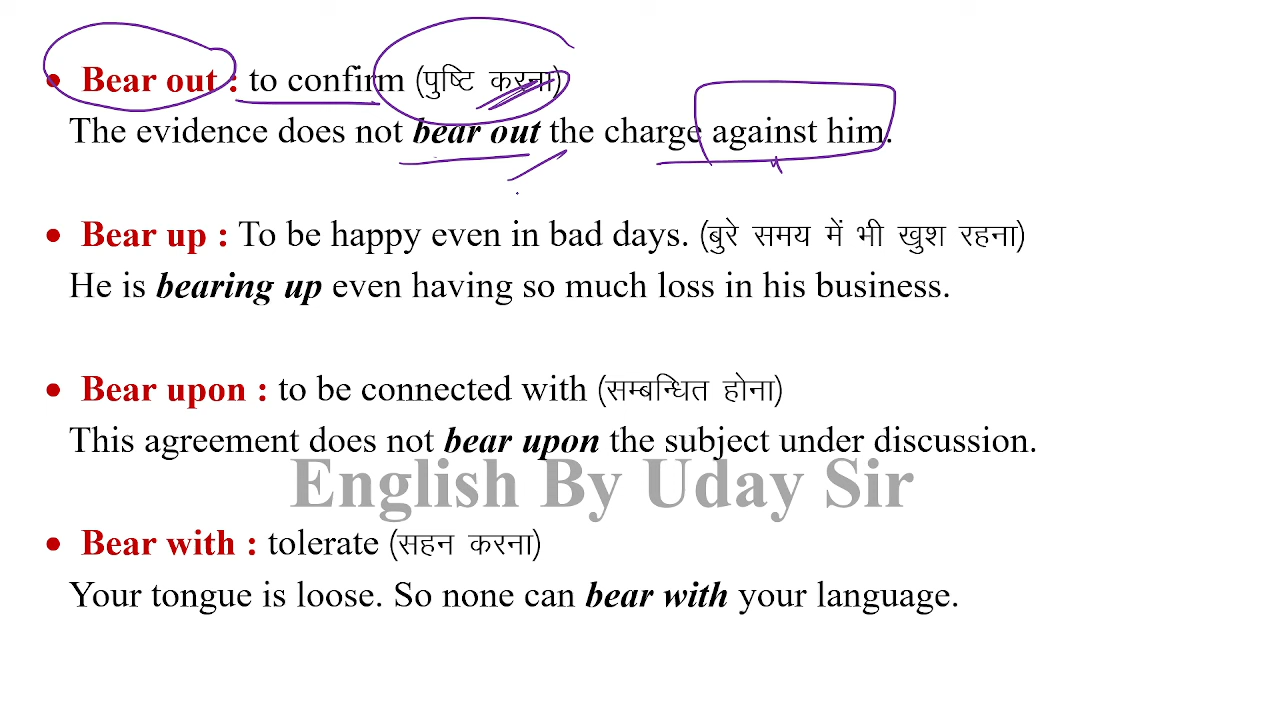 • Bear out : to confirm (पुष्टि करना)
The evidence does not bear out the charge against him.
• Bear up : To be happy even in bad days. (बुरे समय में भी खुश रहना)
He is bearing up even having so much loss in his business.
• Bear upon : to be connected with (सम्बन्धित होना)
This agreement does not bear upon the subject under discussion.
English By Uday Sir
• Bear with : tolerate (सहन करना)
Your tongue is loose. So none can bear with your language.